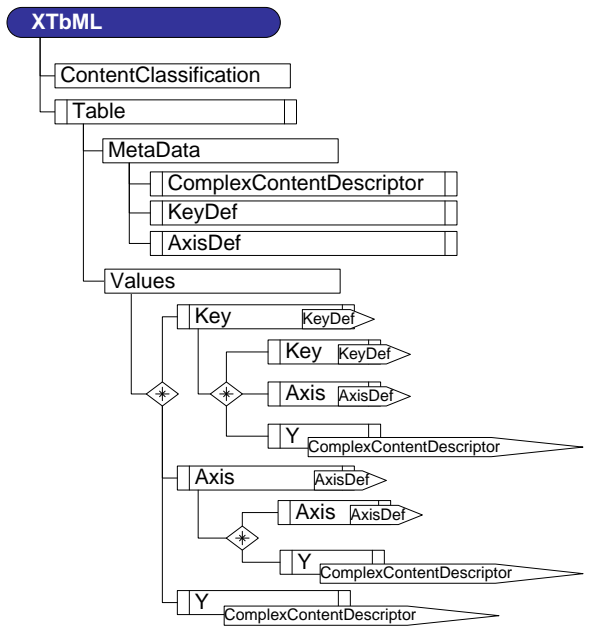 XTbML
ContentClassification
Table
MetaData
ComplexContentDescriptor
KeyDef
AxisDef
Values
Key KeyDef
Key KeyDef
Axis AxisDef
Y ComplexContentDescriptor
Axis AxisDef
Axis AxisDef
Y ComplexContentDescriptor
Y ComplexContentDescriptor